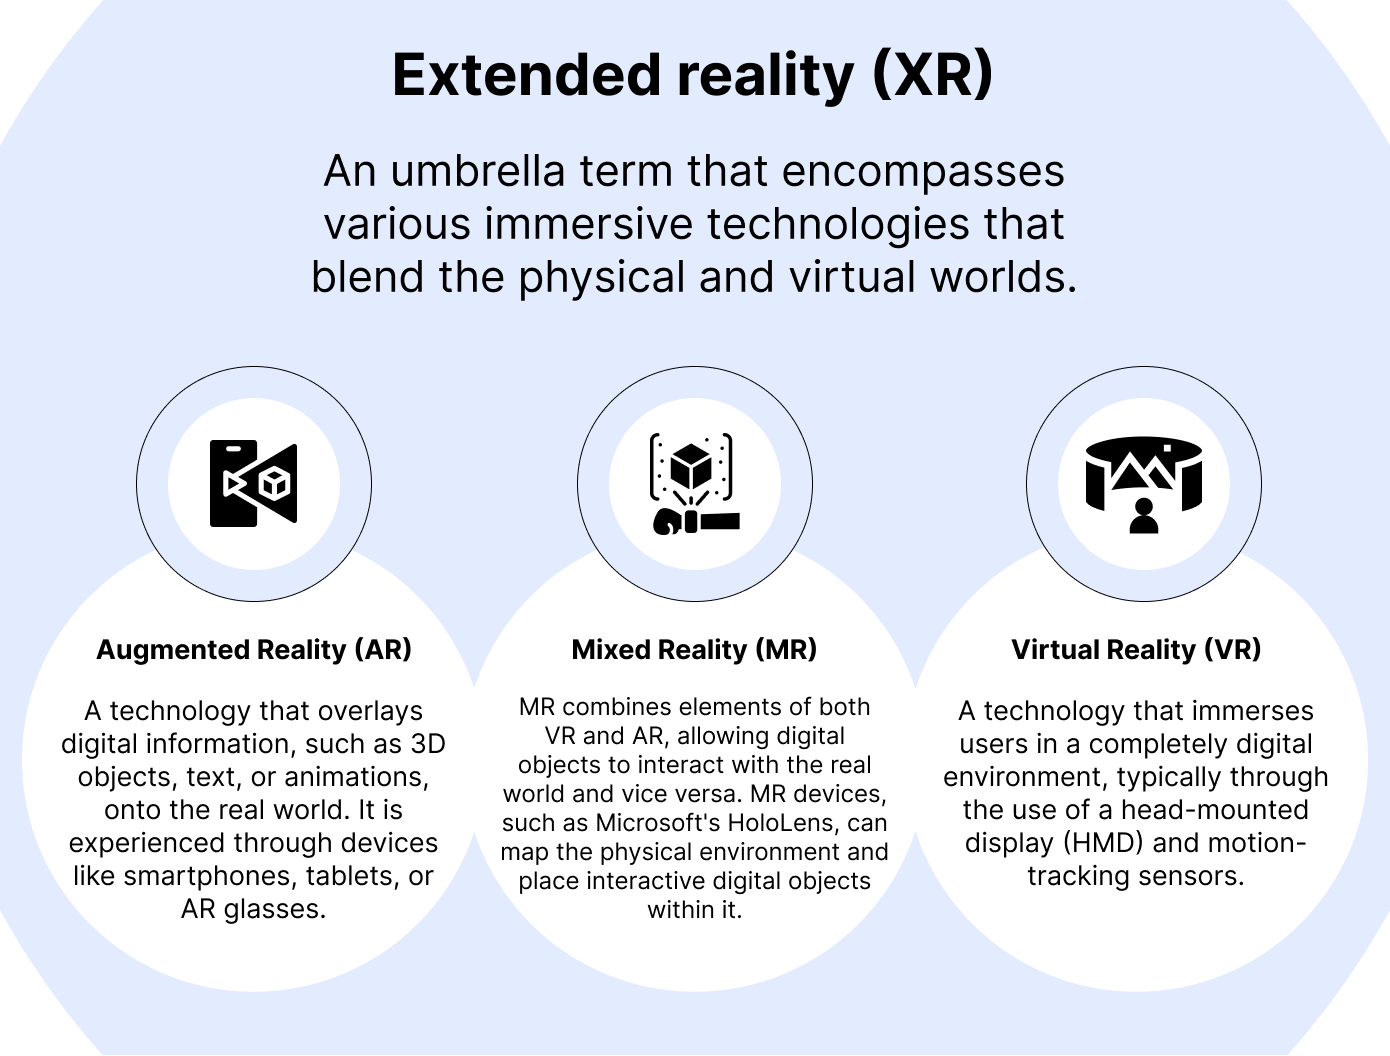 Extended reality (XR)
An umbrella term that encompasses
various immersive technologies that
blend the physical and virtual worlds.
Augmented Reality (AR)
A technology that overlays
digital information, such as 3D
objects, text, or animations,
onto the real world. It is
experienced through devices
like smartphones, tablets, or
AR glasses.
Mixed Reality (MR)
MR combines elements of both
VR and AR, allowing digital
objects to interact with the real
world and vice versa. MR devices,
such as Microsoft's HoloLens, can
map the physical environment and
place interactive digital objects
within it.
Virtual Reality (VR)
A technology that immerses
users in a completely digital
environment, typically through
the use of a head-mounted
display (HMD) and motion-
tracking sensors.